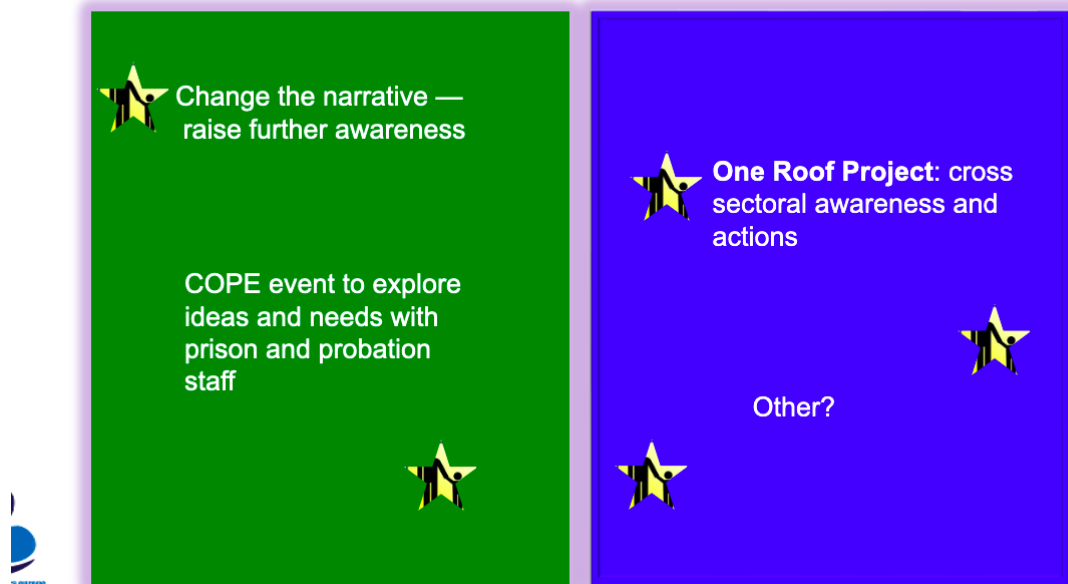 Change the narrative —
raise further awareness
COPE event to explore
ideas and needs with
prison and probation
staff
One Roof Project: cross
sectoral awareness and
actions
Other?